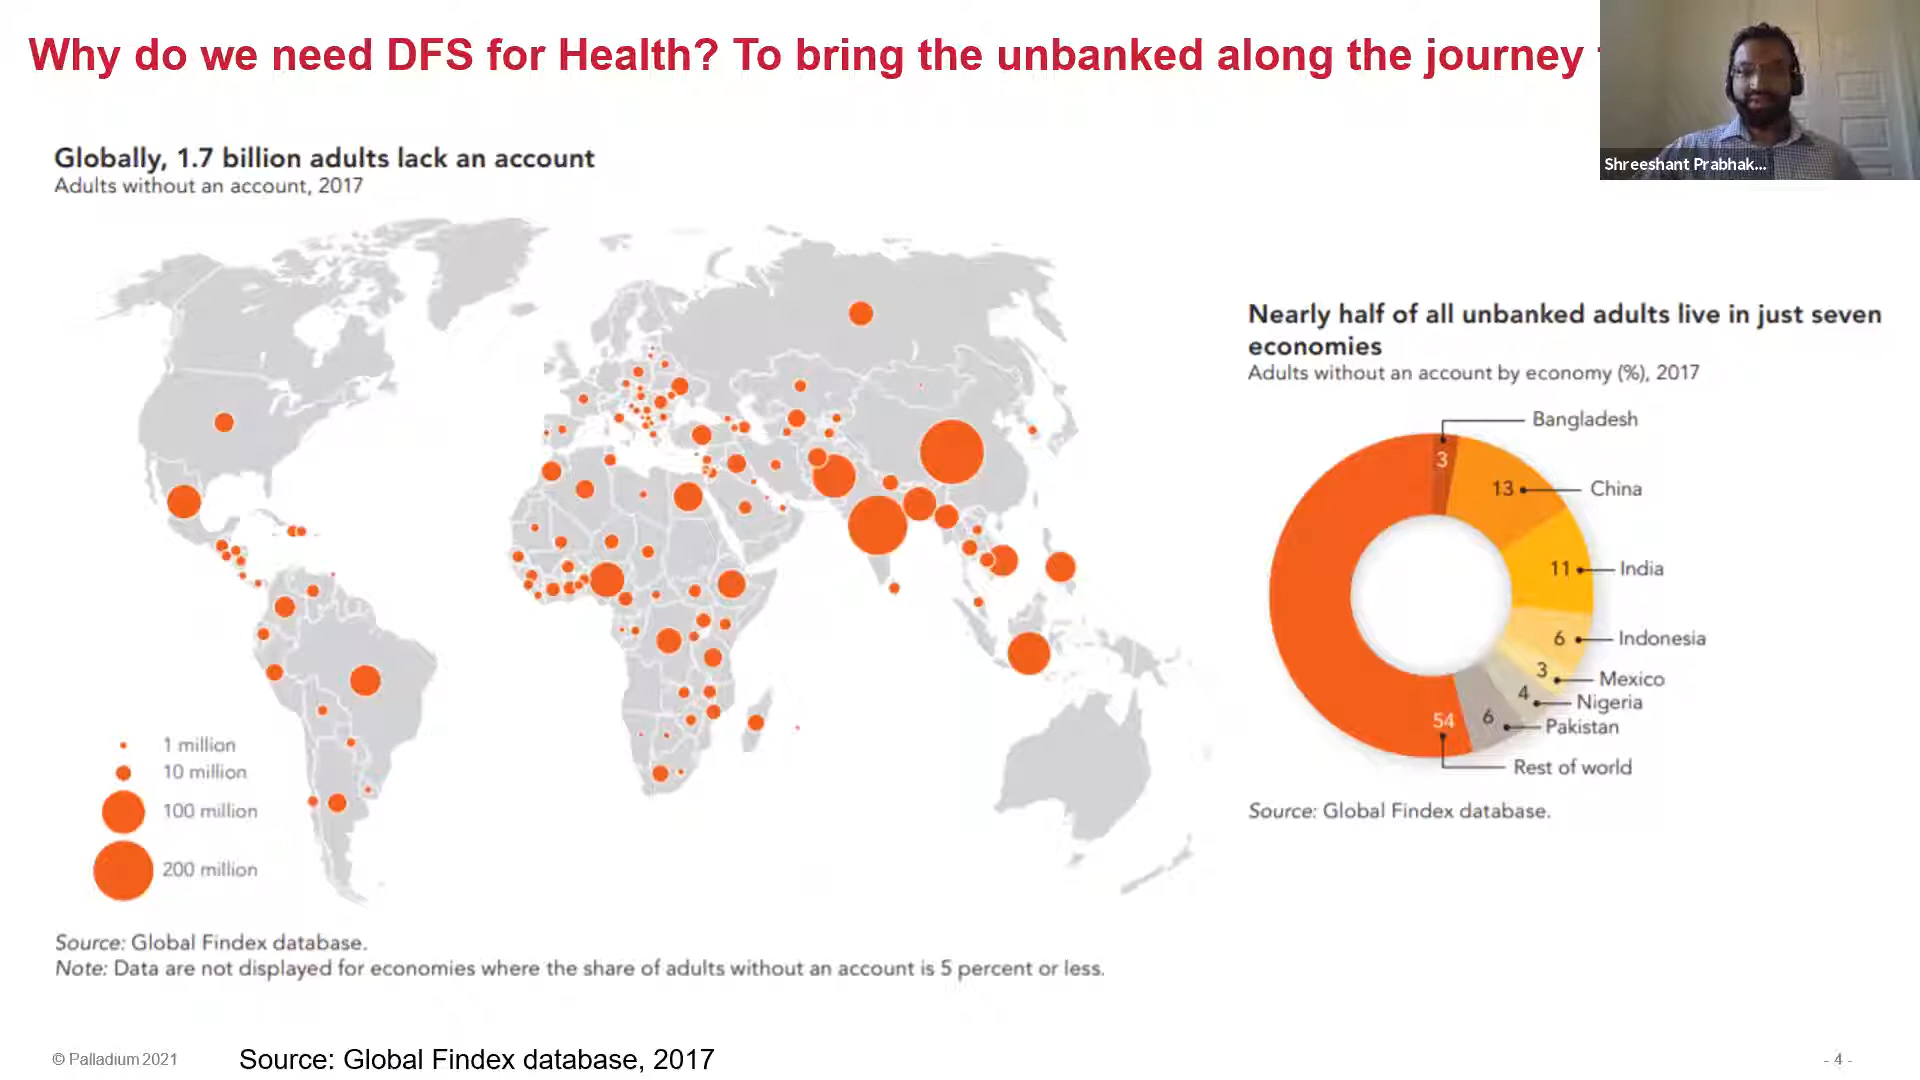 Why do we need DFS for Health? To bring the unbanked along the journey
Shreeshant Prabhak...
Globally, 1.7 billion adults lack an account
Adults without an account, 2017
1 million
10 million
100 million
200 million
Source: Global Findex database.
Note: Data are not displayed for economies where the share of adults without an account is 5 percent or less.
Nearly half of all unbanked adults live in just seven
economies
Adults without an account by economy (%), 2017
Bangladesh
3
13
China
11
India
6
Indonesia
3
Mexico
4
Nigeria
6
Pakistan
54
Rest of world
Source: Global Findex database.
© Palladium 2021
Source: Global Findex database, 2017
- 4 -